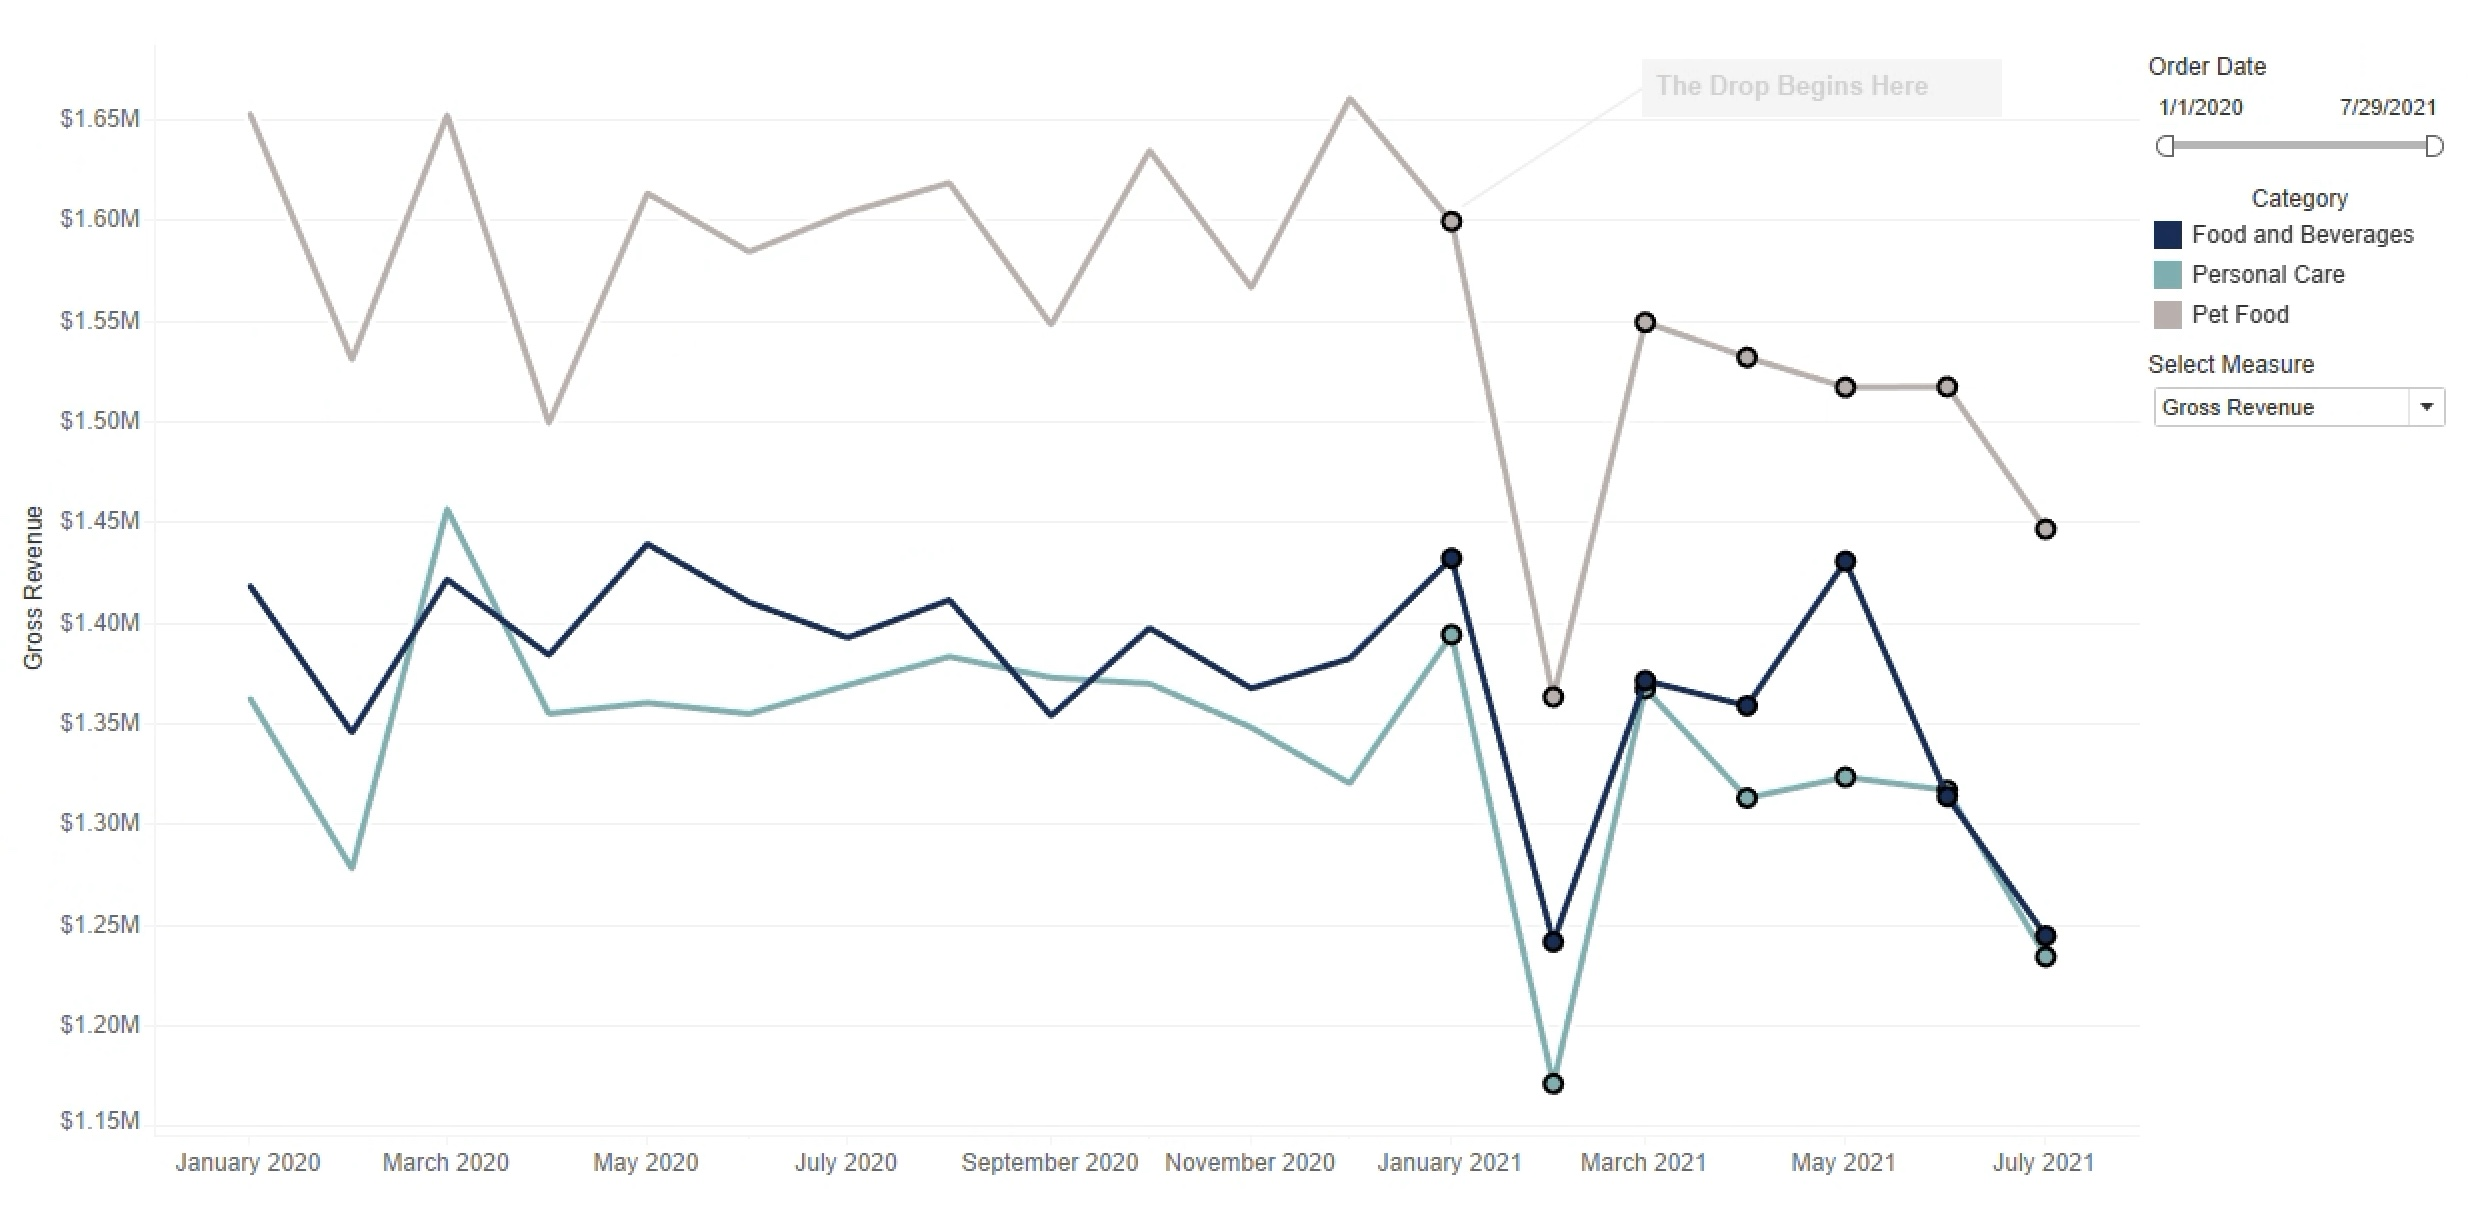 The Drop Begins Here
$1.65M
$1.60M
$1.55M
$1.50M
$1.45M
$1.40M
$1.35M
$1.30M
$1.25M
$1.20M
$1.15M
Gross Revenue
January 2020
March 2020
May 2020
July 2020
September 2020
November 2020
January 2021
March 2021
May 2021
July 2021
Order Date
1/1/2020 7/29/2021
Category
Food and Beverages
Personal Care
Pet Food
Select Measure
Gross Revenue